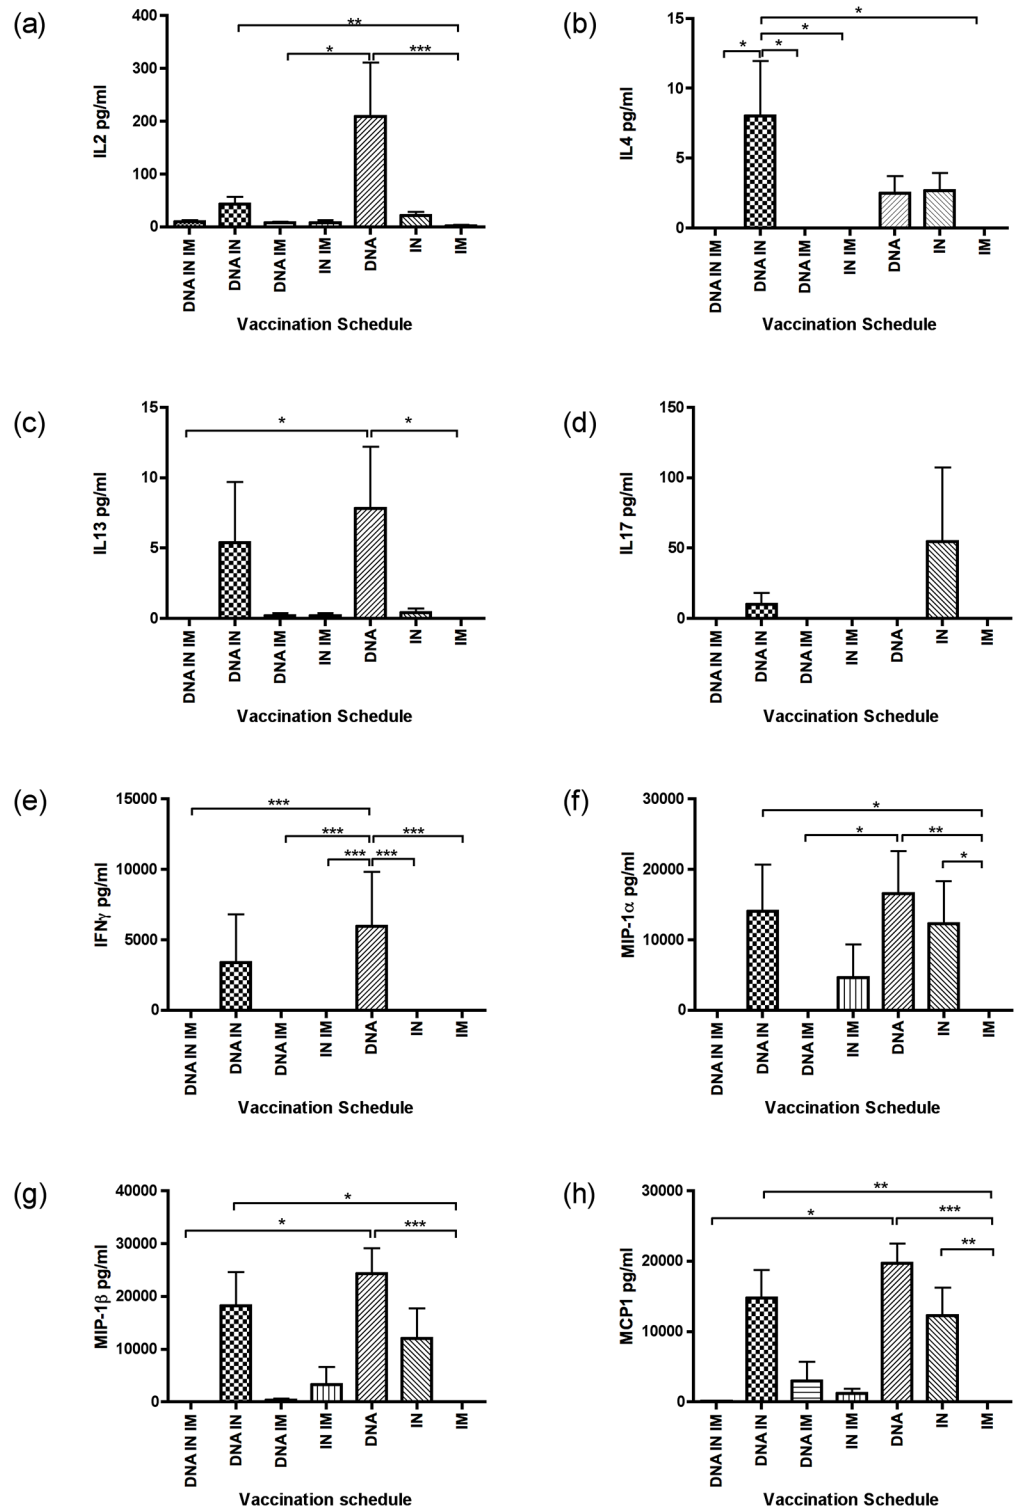 (a)
**
*
***
400
300
200
100
0
IL2 pg/ml
DNA IN IM
DNA IN
DNA IM
IN IM
DNA
IN
IM
Vaccination Schedule
(b)
*
*
*
*
15
10
5
0
IL4 pg/ml
DNA IN IM
DNA IN
DNA IM
IN IM
DNA
IN
IM
Vaccination Schedule
(c)
*
*
15
10
5
0
IL13 pg/ml
DNA IN IM
DNA IN
DNA IM
IN IM
DNA
IN
IM
Vaccination Schedule
(d)
150
100
50
0
IL17 pg/ml
DNA IN IM
DNA IN
DNA IM
IN IM
DNA
IN
IM
Vaccination Schedule
(e)
***
***
***
***
***
15000
10000
5000
0
IFNγ pg/ml
DNA IN IM
DNA IN
DNA IM
IN IM
DNA
IN
IM
Vaccination Schedule
(f)
*
*
**
*
30000
20000
10000
0
MIP-1α pg/ml
DNA IN IM
DNA IN
DNA IM
IN IM
DNA
IN
IM
Vaccination Schedule
(g)
*
*
***
40000
30000
20000
10000
0
MIP-1β pg/ml
DNA IN IM
DNA IN
DNA IM
IN IM
DNA
IN
IM
Vaccination schedule
(h)
**
*
***
**
30000
20000
10000
0
MCP1 pg/ml
DNA IN IM
DNA IN
DNA IM
IN IM
DNA
IN
IM
Vaccination Schedule